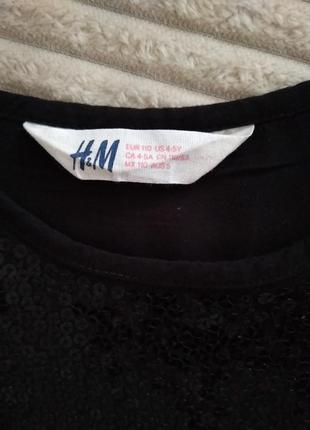 H&M
EUR 110 US 4-5Y
CA 4-5A CN 110/56
MX 110 AUS 5